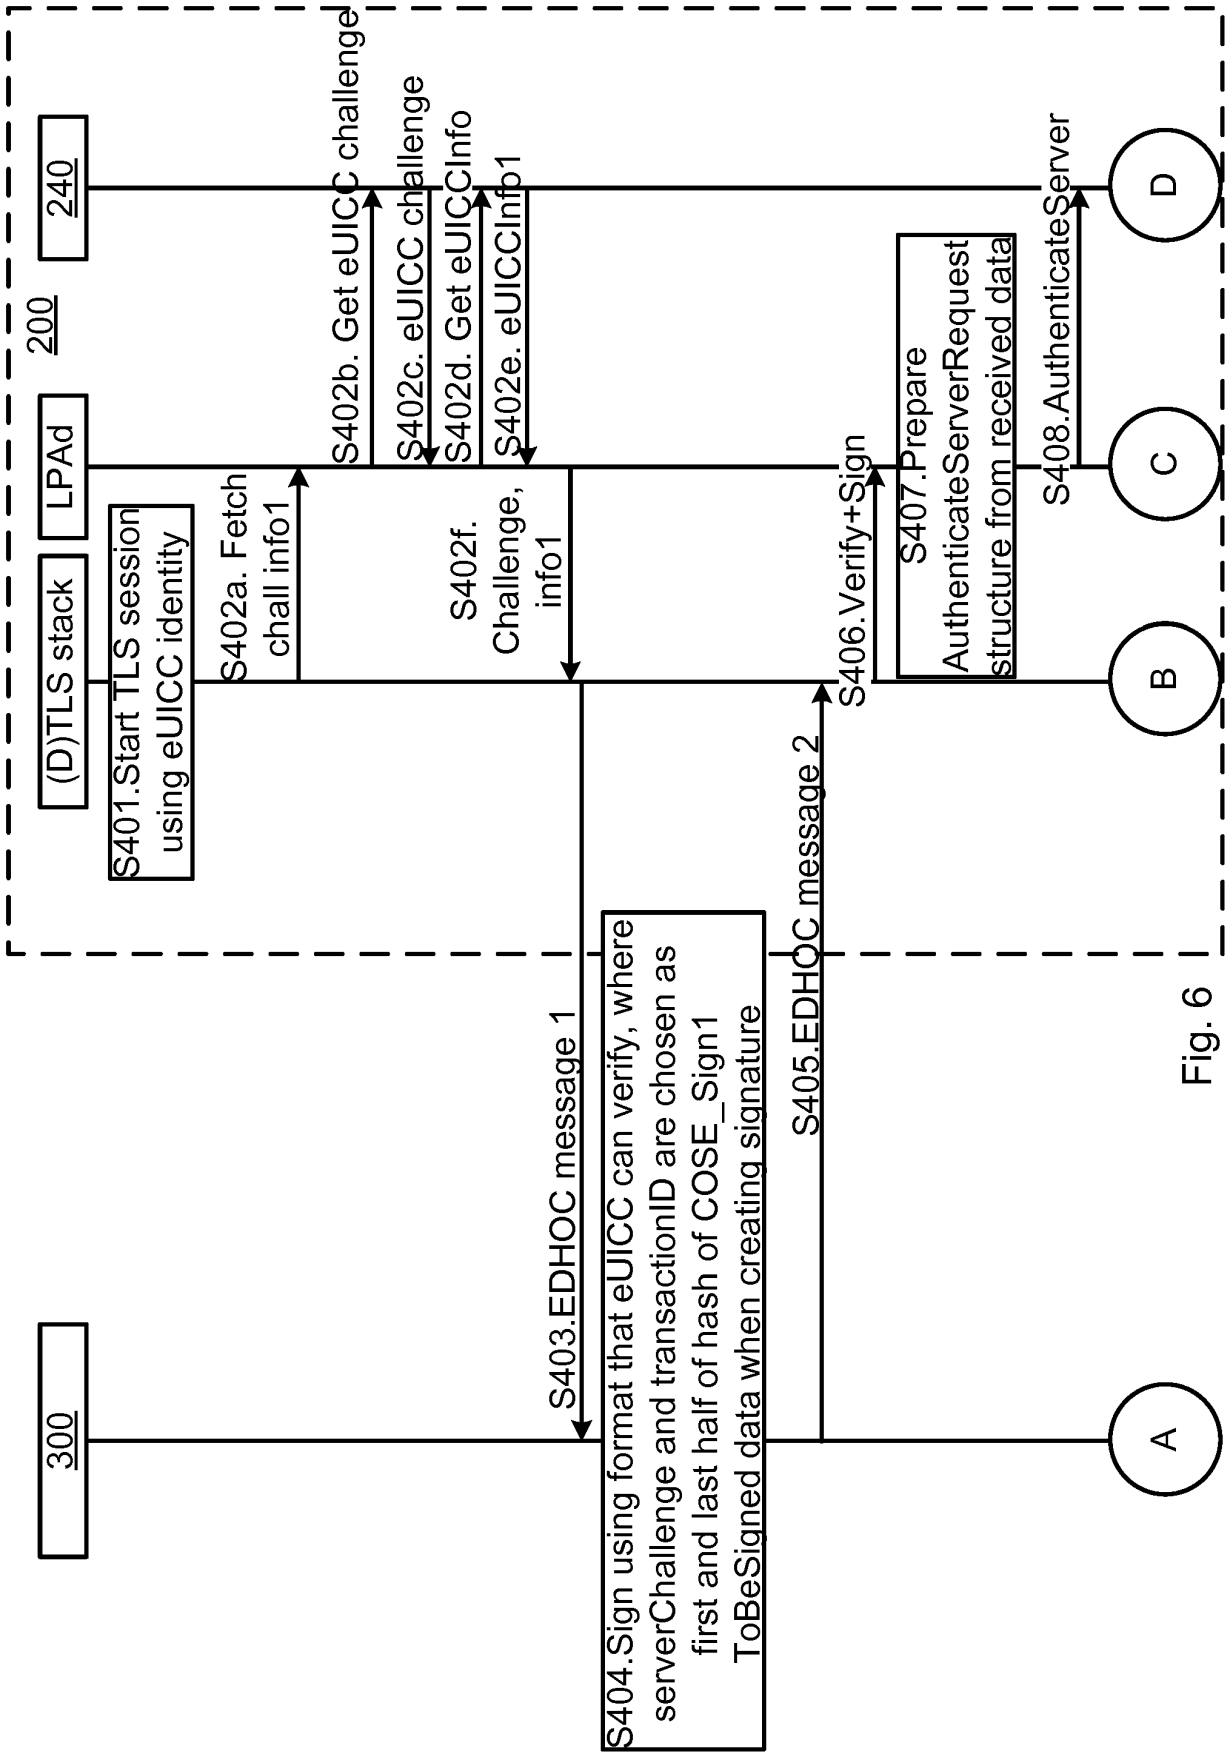 300
200
(D)TLS stack
LPAd
240
S401.Start TLS session
using eUICC identity
S402a. Fetch
chall info1
S402b. Get eUICC challenge
S402c. eUICC challenge
S402d. Get eUICCInfo
S402e. eUICCInfo1
S402f.
Challenge,
info1
S403.EDHOC message 1
S404.Sign using format that eUICC can verify, where
serverChallenge and transactionID are chosen as
first and last half of hash of COSE_Sign1
ToBeSigned data when creating signature
S405.EDHOC message 2
S406.Verify+Sign
S407.Prepare
AuthenticateServerRequest
structure from received data
S408.AuthenticateServer
A
B
C
D
Fig. 6